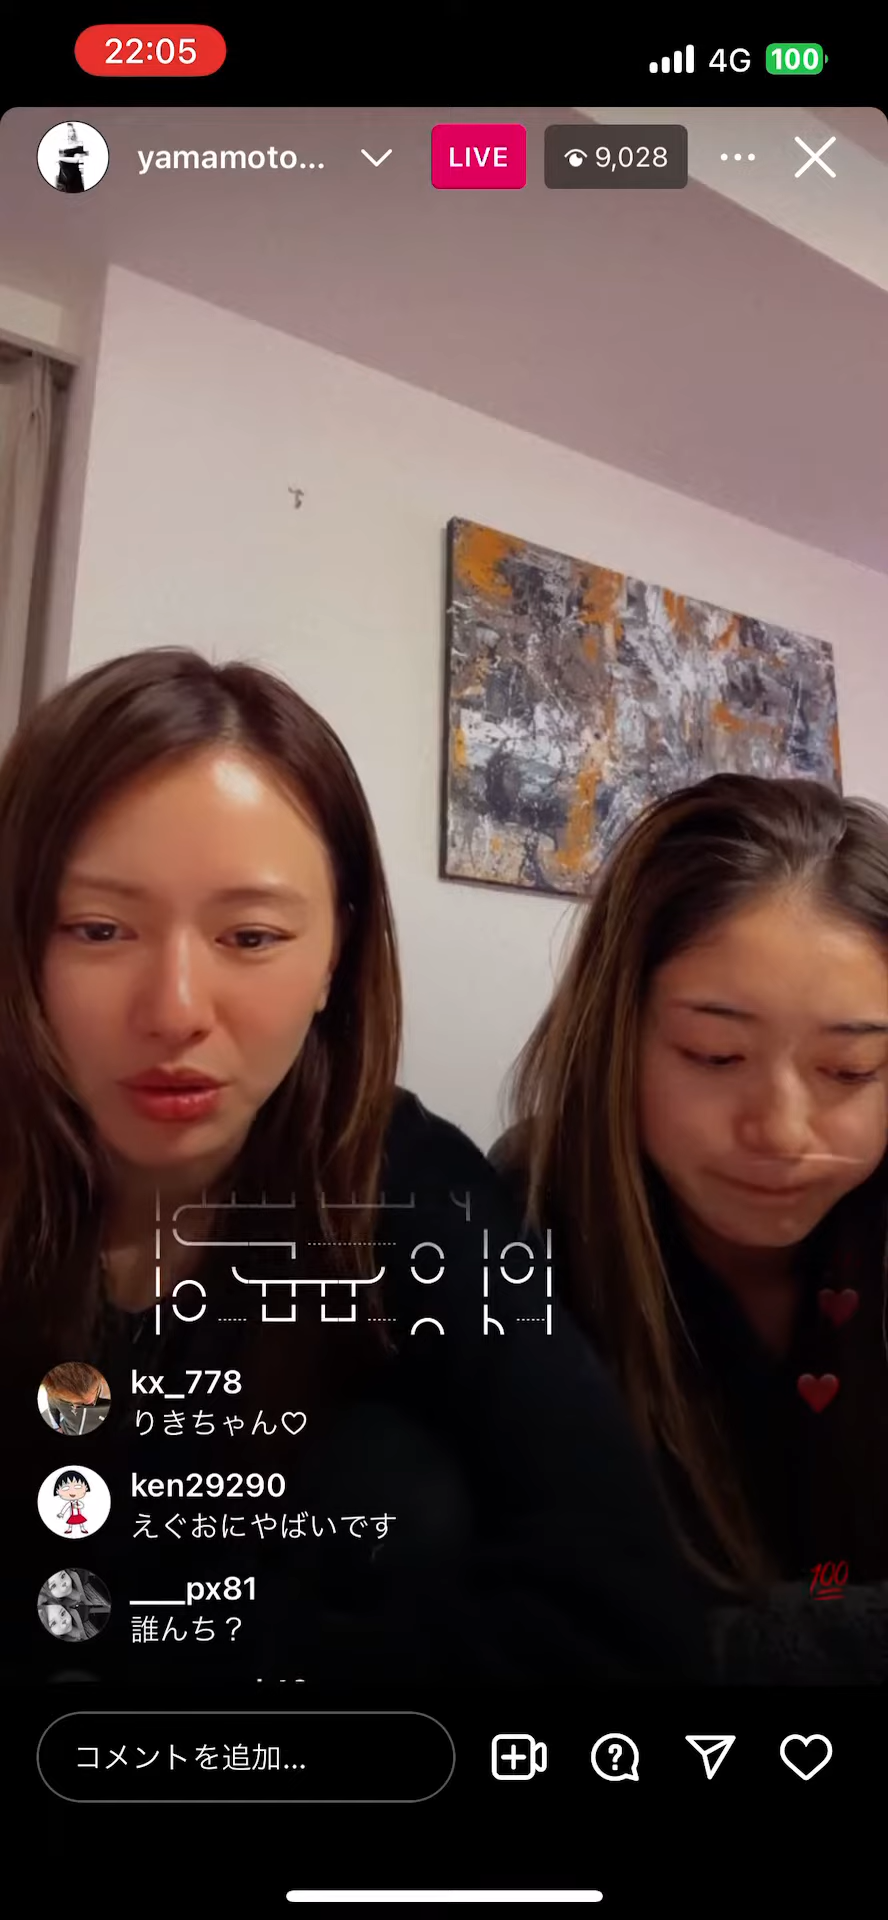 22:05
4G
100
yamamoto...
LIVE
9,028
kx_778
りきちゃん♡
ken29290
えぐおにやばいです
___px81
誰んち？
コメントを追加...